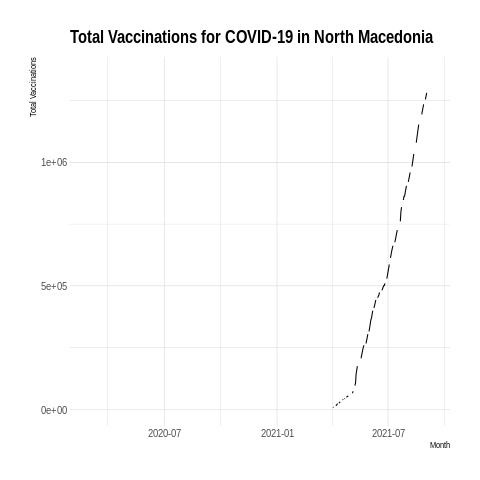 Total Vaccinations for COVID-19 in North Macedonia
Total Vaccinations
1e+06
5e+05
0e+00
2020-07
2021-01
2021-07
Month